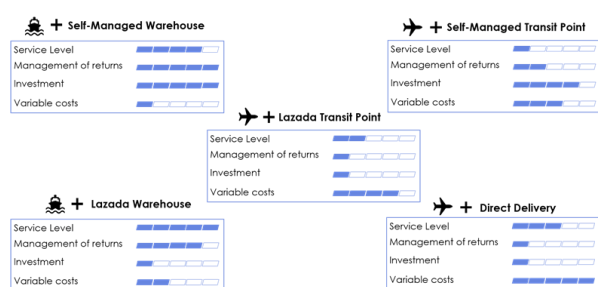 + Self-Managed Warehouse
Service Level
Management of returns
Investment
Variable costs
+ Self-Managed Transit Point
Service Level
Management of returns
Investment
Variable costs
+ Lazada Transit Point
Service Level
Management of returns
Investment
Variable costs
+ Lazada Warehouse
Service Level
Management of returns
Investment
Variable costs
+ Direct Delivery
Service Level
Management of returns
Investment
Variable costs